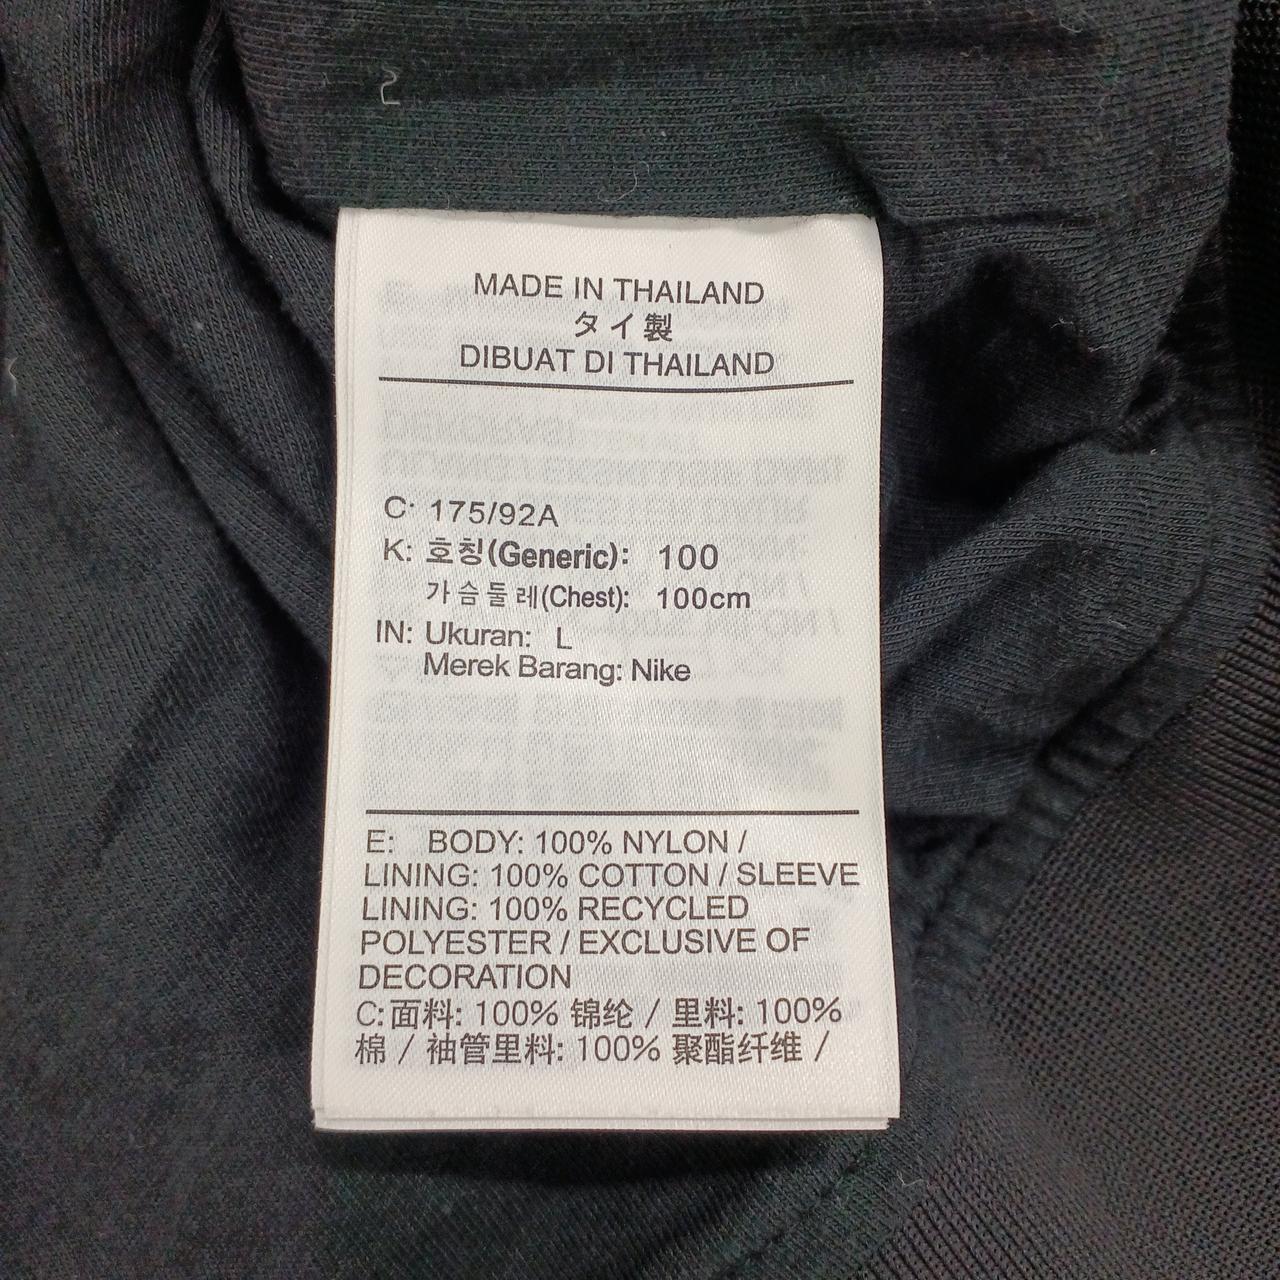 MADE IN THAILAND
タイ製
DIBUAT DI THAILAND
C: 175/92A
K: 호칭(Generic): 100
가슴둘레(Chest): 100cm
IN: Ukuran: L
Merek Barang: Nike
E: BODY: 100% NYLON /
LINING: 100% COTTON / SLEEVE
LINING: 100% RECYCLED
POLYESTER / EXCLUSIVE OF
DECORATION
C: 面料: 100% 锦纶 / 里料: 100%
棉 / 袖管里料: 100% 聚酯纤维 /